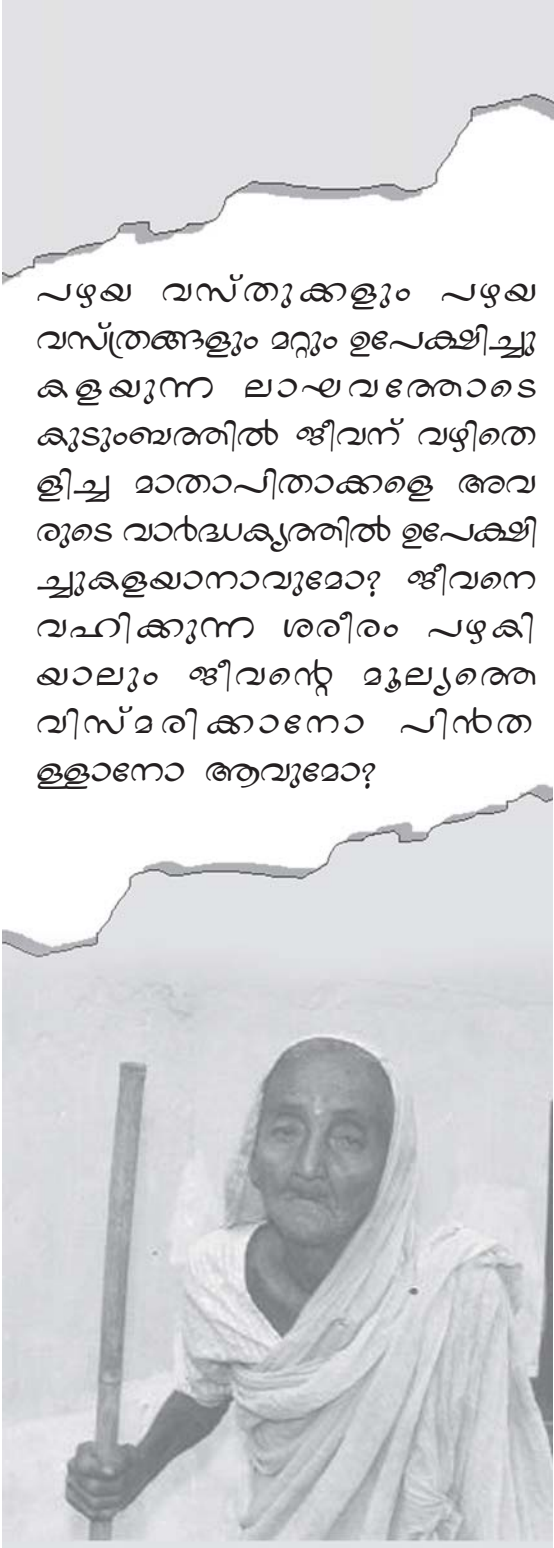 പഴയ വസ്തുക്കളും പഴയ
വസ്ത്രങ്ങളും മറ്റും ഉപേക്ഷിച്ചു
കളയുന്ന ലാഘവത്തോടെ
കുടുംബത്തിൽ ജീവന് വഴിതെ
ളിച്ച മാതാപിതാക്കളെ അവ
രുടെ വാർദ്ധക്യത്തിൽ ഉപേക്ഷി
ച്ചുകളയാനാവുമോ? ജീവനെ
വഹിക്കുന്ന ശരീരം പഴകി
യാലും ജീവന്റെ മൂല്യത്തെ
വിസ്മരിക്കാനോ പിൻത
ള്ളാനോ ആവുമോ?